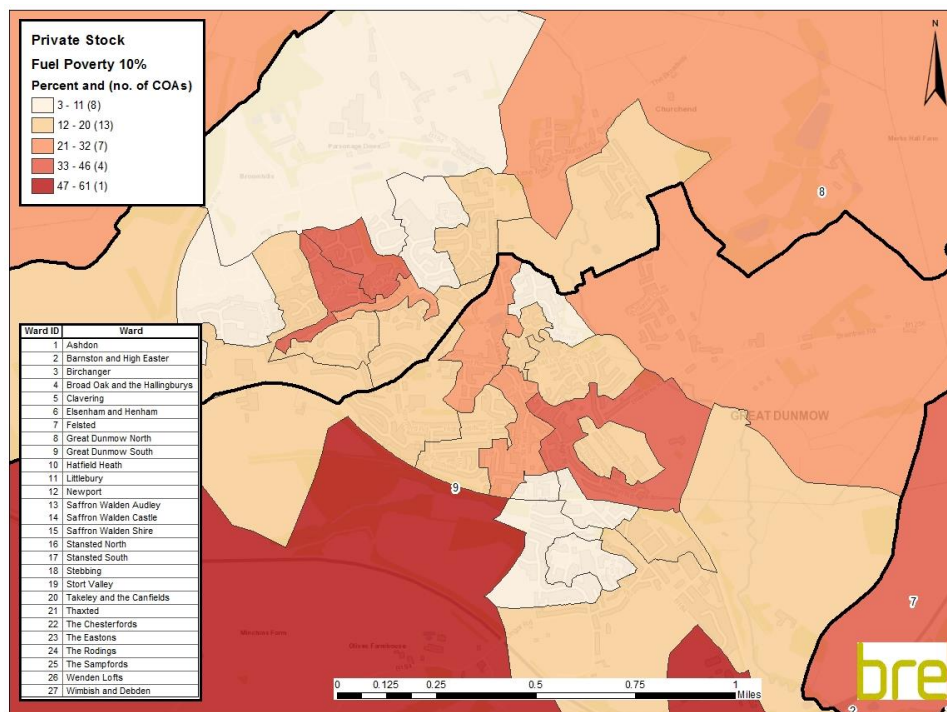 Private Stock
Fuel Poverty 10%
Percent and (no. of COAs)
3 - 11 (8)
12 - 20 (13)
21 - 32 (7)
33 - 46 (4)
47 - 61 (1)
N
Churchend
Parsonage Downs
8
Ward ID Ward
1 Ashdon
2 Barnston and High Easter
3 Birchanger
4 Broad Oak and the Hallingburys
5 Clavering
6 Elsenham and Henham
7 Felsted
8 Great Dunmow North
9 Great Dunmow South
10 Hatfield Heath
11 Littlebury
12 Newport
13 Saffron Walden Audley
14 Saffron Walden Castle
15 Saffron Walden Shire
16 Stansted North
17 Stansted South
18 Stebbing
19 Stort Valley
20 Takeley and the Canfields
21 Thaxted
22 The Chesterfords
23 The Eastons
24 The Rodings
25 The Sampfords
26 Wenden Lofts
27 Wimbish and Debden
GREAT DUNMOW
9
7
0 0.125 0.25 0.5 0.75 1
Miles
bre
2